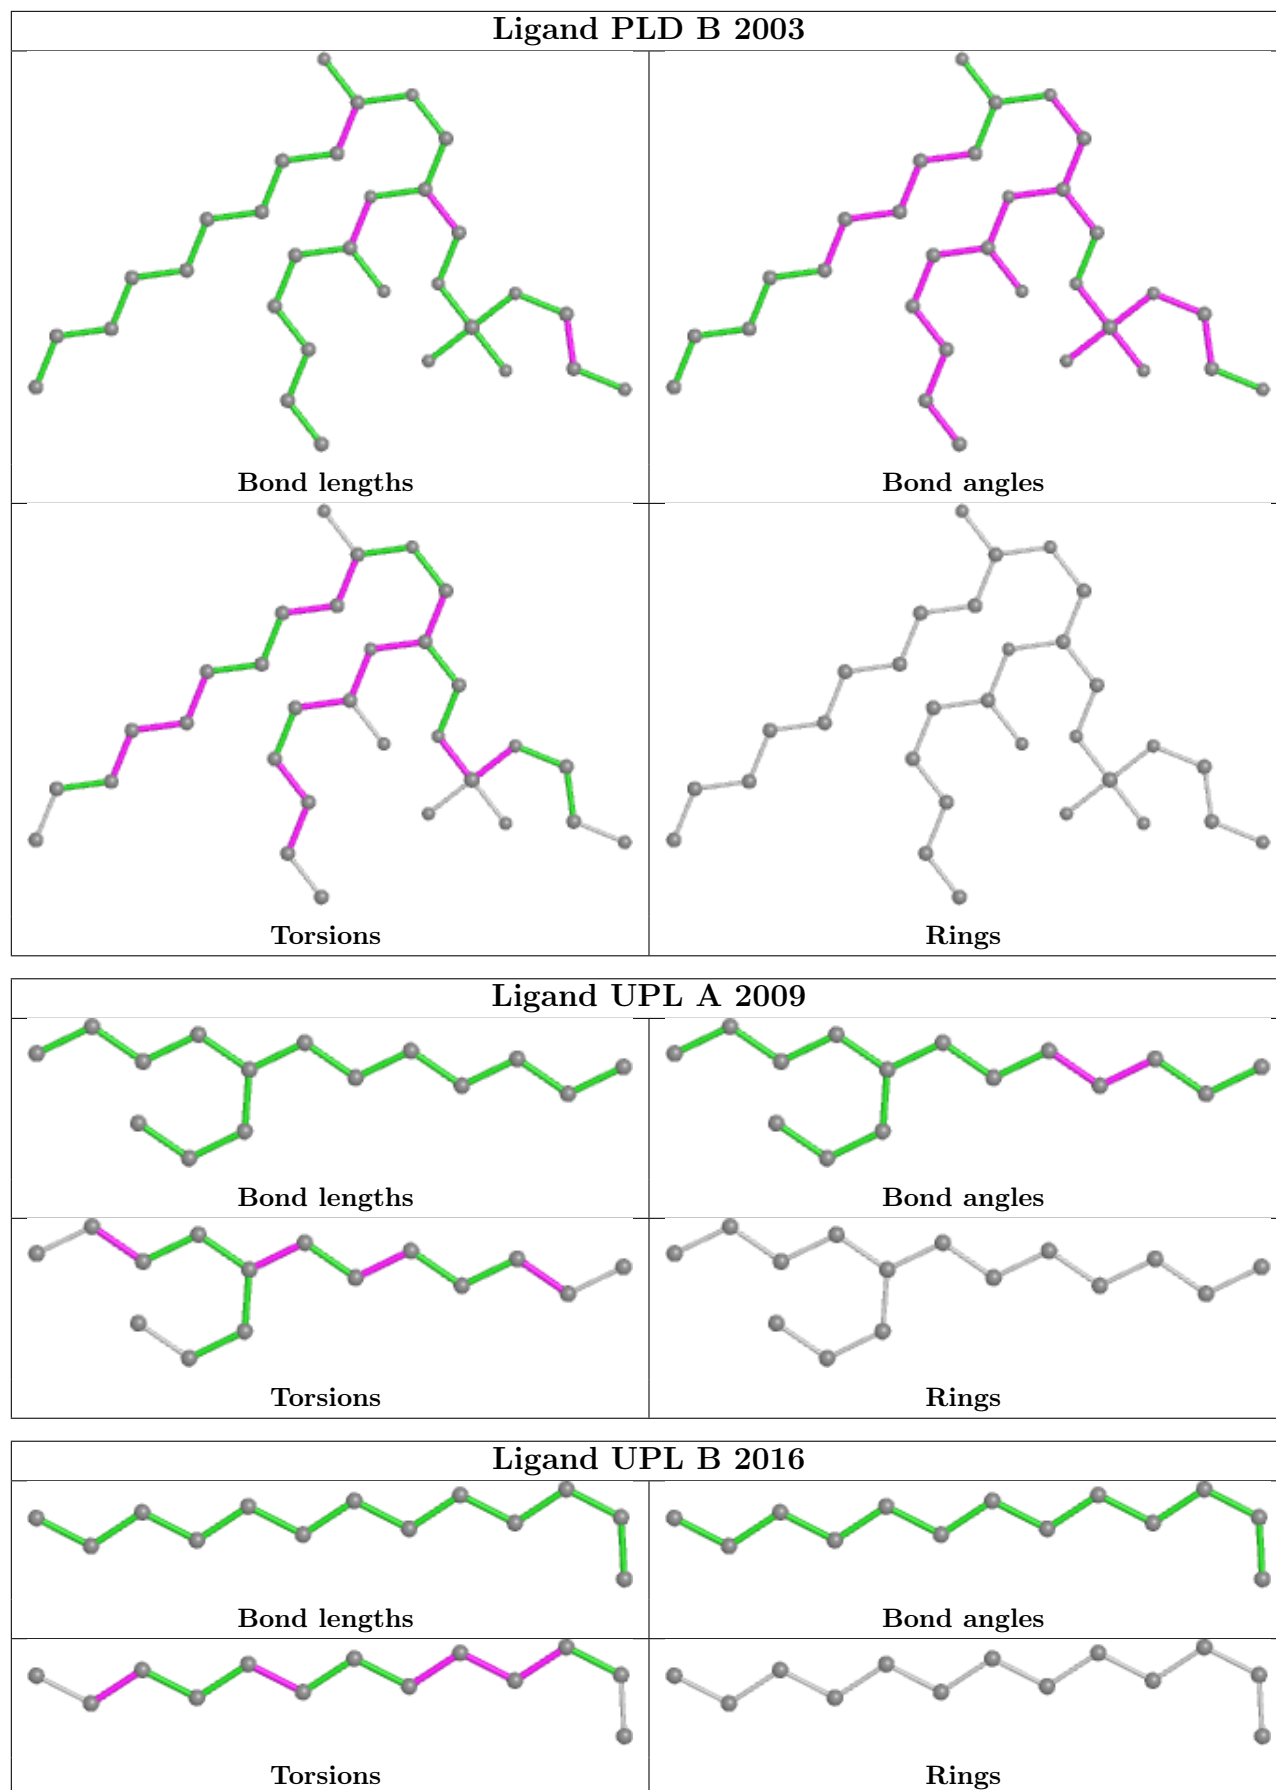 Ligand PLD B 2003
Bond lengths
Bond angles
Torsions
Rings
Ligand UPL A 2009
Bond lengths
Bond angles
Torsions
Rings
Ligand UPL B 2016
Bond lengths
Bond angles
Torsions
Rings